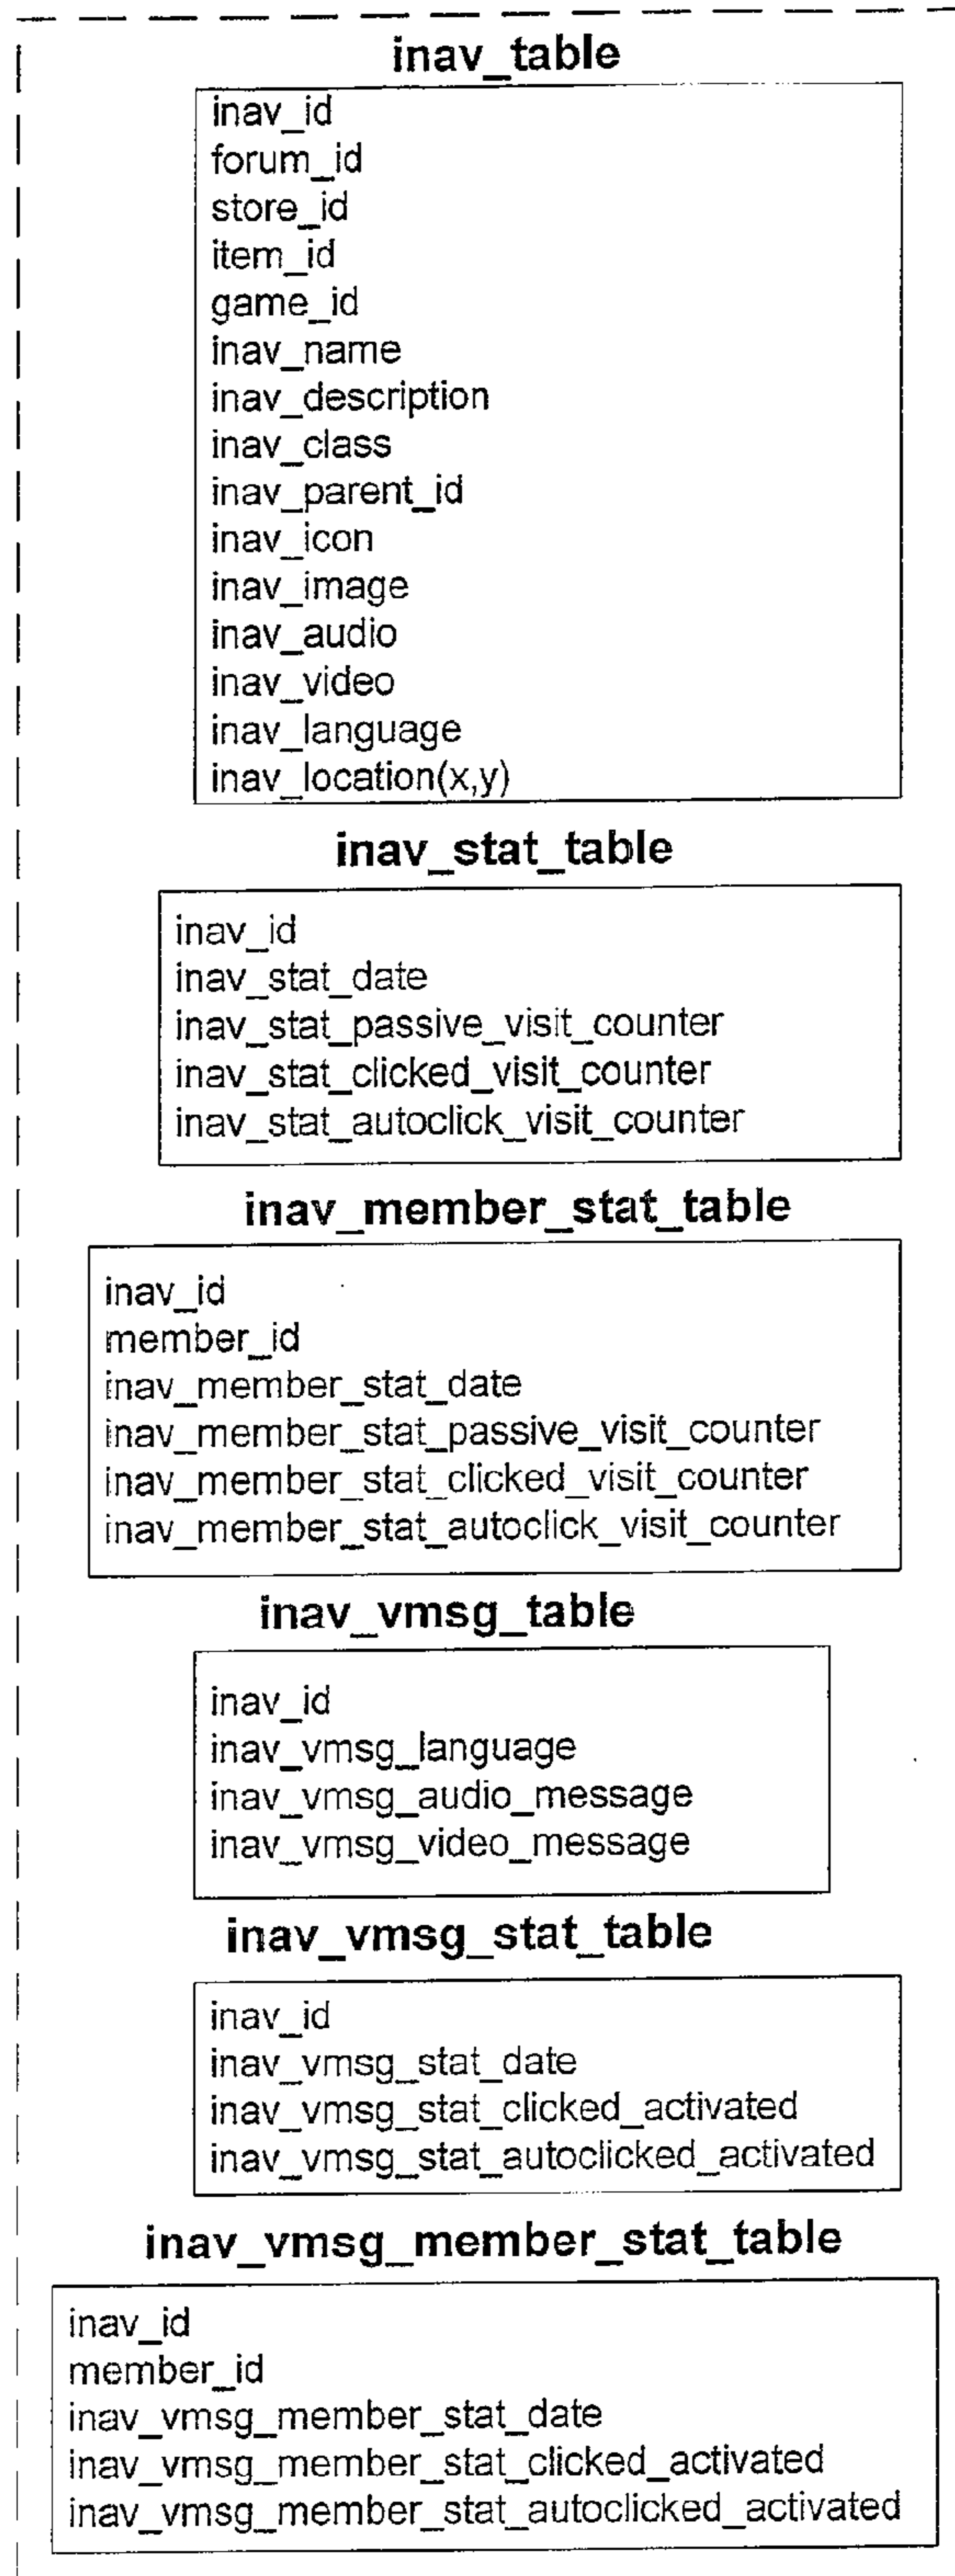 inav_table
inav_id
forum_id
store_id
item_id
game_id
inav_name
inav_description
inav_class
inav_parent_id
inav_icon
inav_image
inav_audio
inav_video
inav_language
inav_location(x,y)
inav_stat_table
inav_id
inav_stat_date
inav_stat_passive_visit_counter
inav_stat_clicked_visit_counter
inav_stat_autoclick_visit_counter
inav_member_stat_table
inav_id
member_id
inav_member_stat_date
inav_member_stat_passive_visit_counter
inav_member_stat_clicked_visit_counter
inav_member_stat_autoclick_visit_counter
inav_vmsg_table
inav_id
inav_vmsg_language
inav_vmsg_audio_message
inav_vmsg_video_message
inav_vmsg_stat_table
inav_id
inav_vmsg_stat_date
inav_vmsg_stat_clicked_activated
inav_vmsg_stat_autoclicked_activated
inav_vmsg_member_stat_table
inav_id
member_id
inav_vmsg_member_stat_date
inav_vmsg_member_stat_clicked_activated
inav_vmsg_member_stat_autoclicked_activated